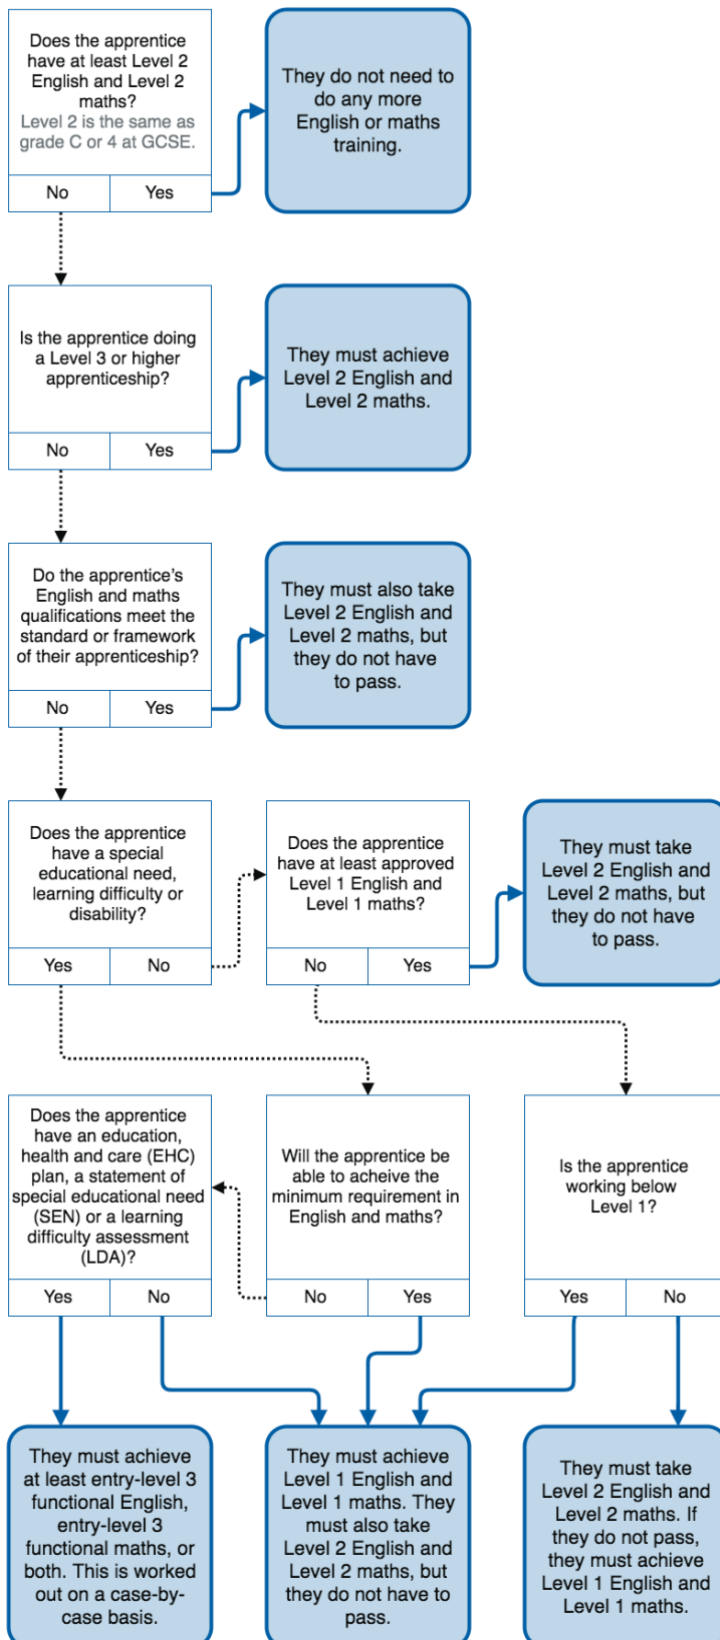 Does the apprentice
have at least Level 2
English and Level 2
maths?
Level 2 is the same as
grade C or 4 at GCSE.
No
Yes
They do not need to
do any more
English or maths
training.
Is the apprentice doing
a Level 3 or higher
apprenticeship?
No
Yes
They must achieve
Level 2 English and
Level 2 maths.
Do the apprentice's
English and maths
qualifications meet the
standard or framework
of their apprenticeship?
No
Yes
They must also take
Level 2 English and
Level 2 maths, but
they do not have
to pass.
Does the apprentice
have a special
educational need,
learning difficulty or
disability?
Yes
No
Does the apprentice
have at least approved
Level 1 English and
Level 1 maths?
No
Yes
They must take
Level 2 English and
Level 2 maths, but
they do not have
to pass.
Does the apprentice
have an education,
health and care (EHC)
plan, a statement of
special educational need
(SEN) or a learning
difficulty assessment
(LDA)?
Yes
No
Will the apprentice be
able to acheive the
minimum requirement in
English and maths?
No
Yes
Is the apprentice
working below
Level 1?
Yes
No
They must achieve
at least entry-level 3
functional English,
entry-level 3
functional maths, or
both. This is worked
out on a case-by-
case basis.
They must achieve
Level 1 English and
Level 1 maths. They
must also take
Level 2 English and
Level 2 maths, but
they do not have to
pass.
They must take
Level 2 English and
Level 2 maths. If
they do not pass,
they must achieve
Level 1 English and
Level 1 maths.